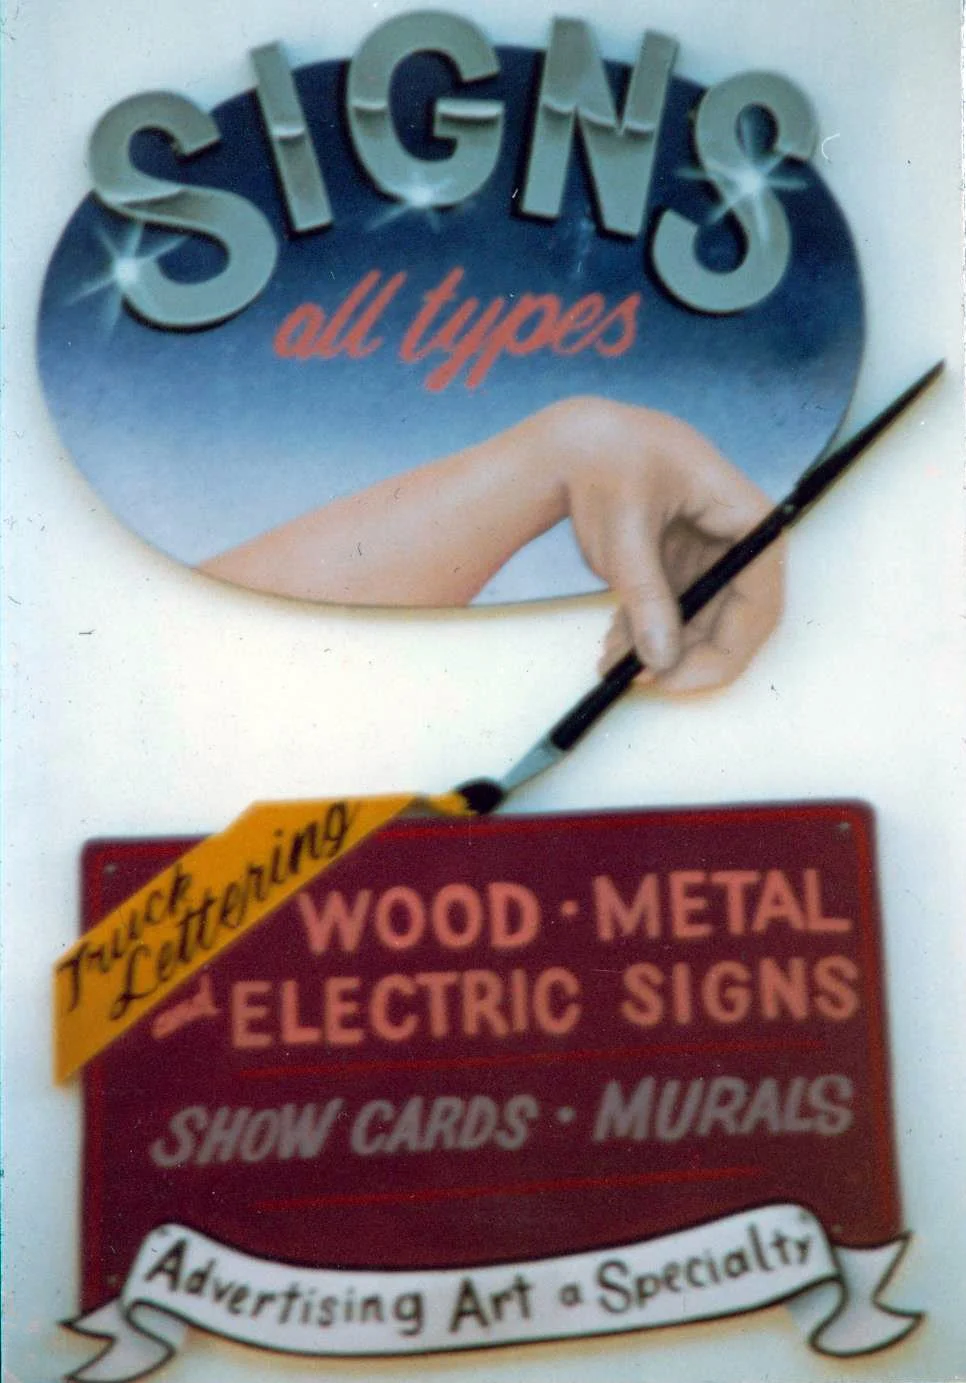 SIGNS
all types
Truck
Lettering
WOOD · METAL
and ELECTRIC SIGNS
SHOW CARDS · MURALS
Advertising Art a Specialty